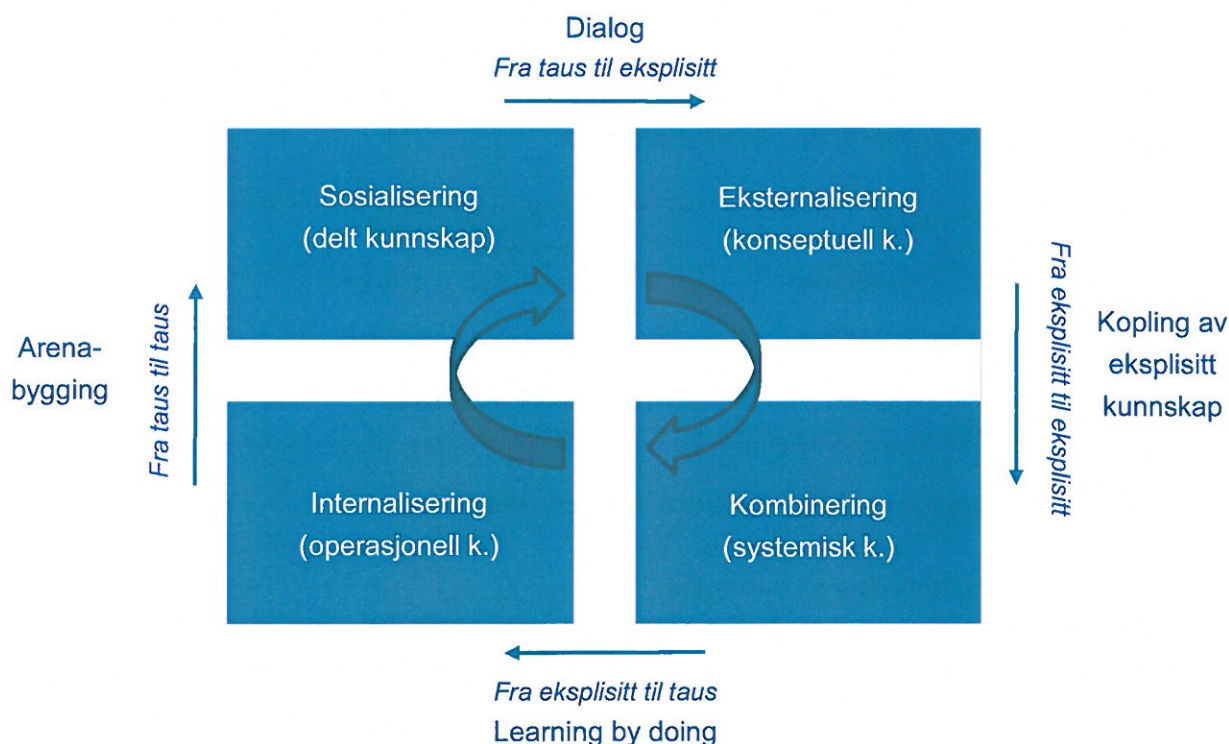 Dialog
Fra taus til eksplisitt
Sosialisering
(delt kunnskap)
Eksternalisering
(konseptuell k.)
Arena-
bygging
Fra taus til taus
Fra eksplisitt til eksplisitt
Kopling av
eksplisitt
kunnskap
Internalisering
(operasjonell k.)
Kombinering
(systemisk k.)
Fra eksplisitt til taus
Learning by doing